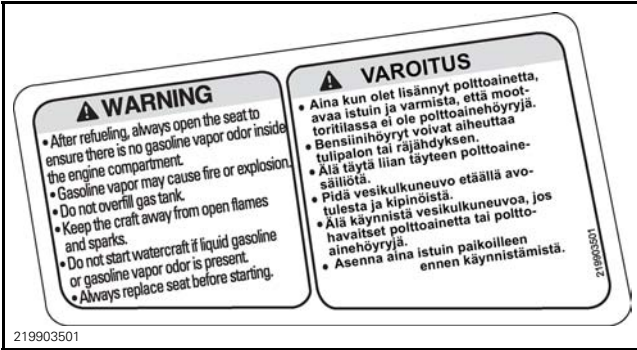 ⚠ WARNING
• After refueling, always open the seat to
ensure there is no gasoline vapor odor inside
the engine compartment.
• Gasoline vapor may cause fire or explosion.
• Do not overfill gas tank.
• Keep the craft away from open flames
and sparks.
• Do not start watercraft if liquid gasoline
or gasoline vapor odor is present.
• Always replace seat before starting.
⚠ VAROITUS
• Aina kun olet lisännyt polttoainetta,
avaa istuin ja varmista, että moot-
toritilassa ei ole polttoainehöyryjä.
• Bensiinihöyryt voivat aiheuttaa
tulipalon tai räjähdyksen.
• Älä täytä liian täyteen polttoaine-
säiliötä.
• Pidä vesikulkuneuvo etäällä avo-
tulesta ja kipinöistä.
• Älä käynnistä vesikulkuneuvoa, jos
havaitset polttoainetta tai poltto-
ainehöyryjä.
• Asenna aina istuin paikoilleen
ennen käynnistämistä.
219903501
219903501